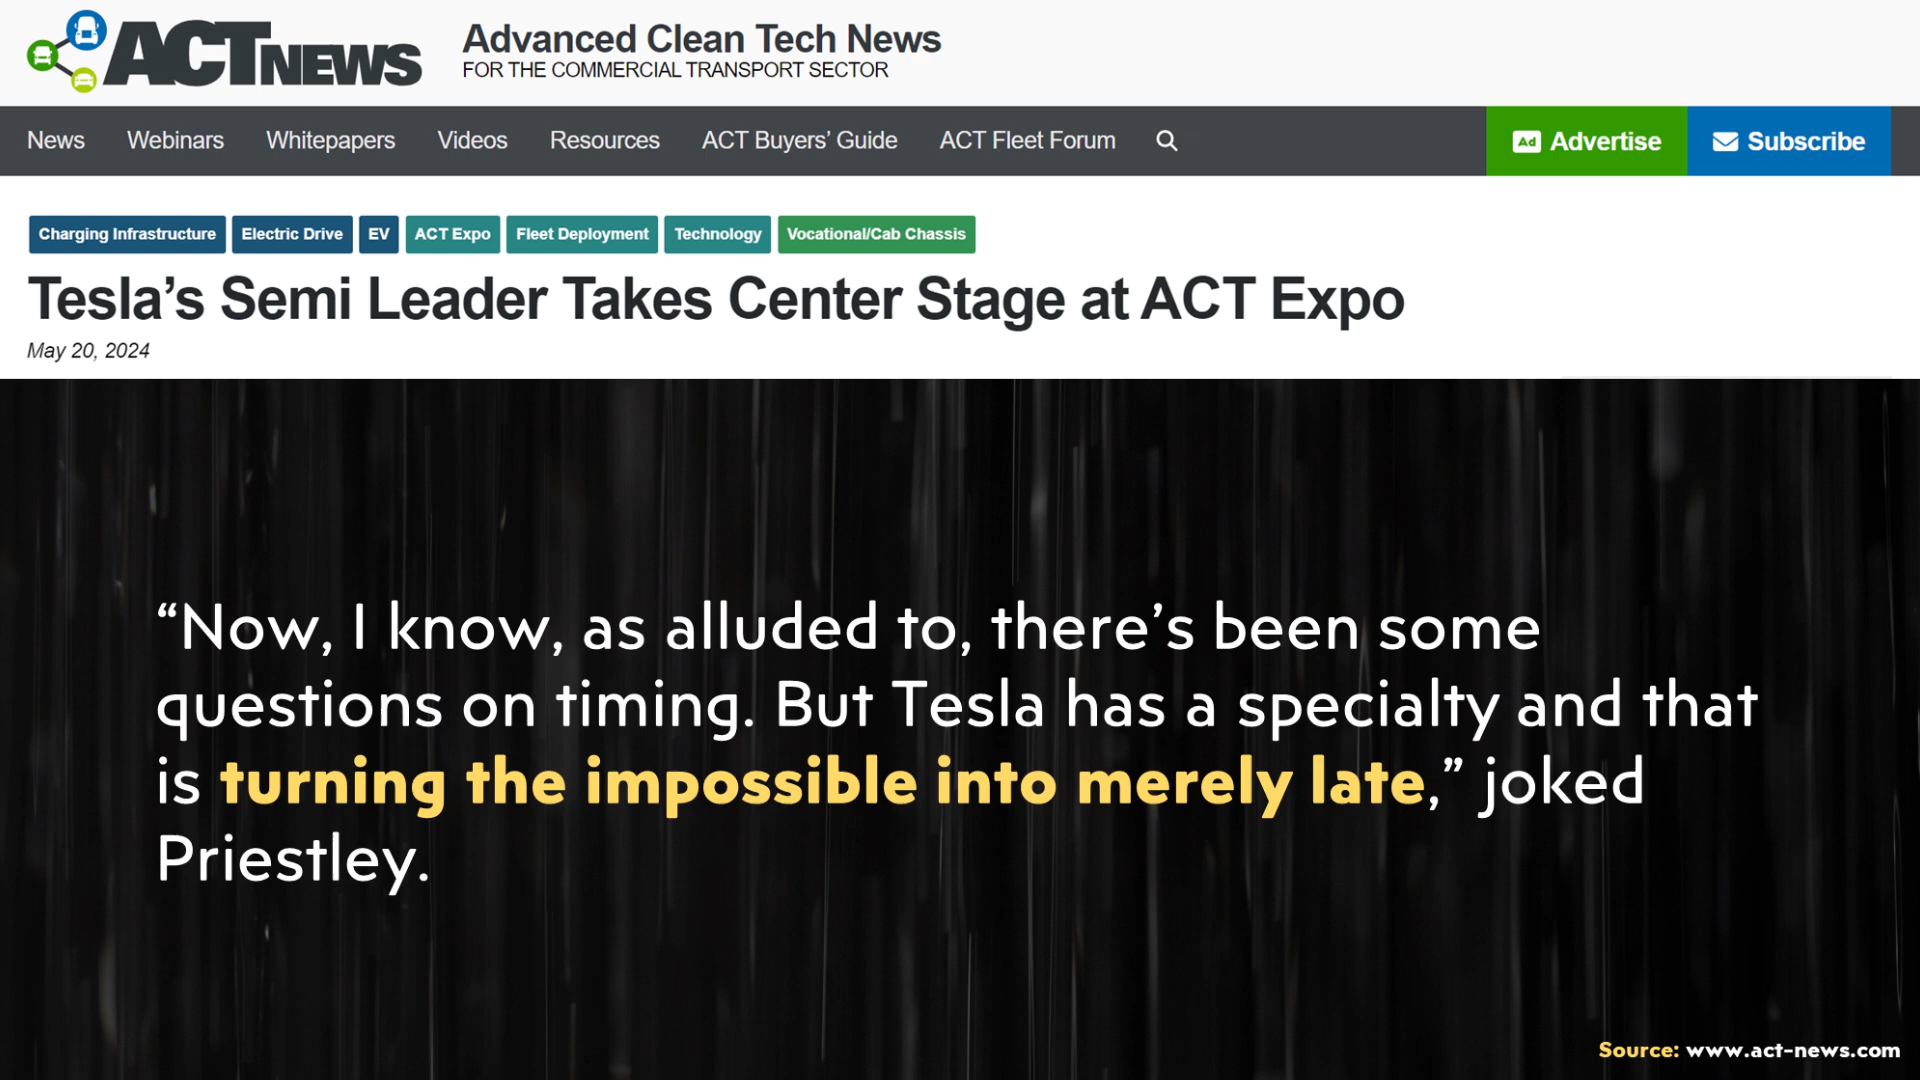 ACT NEWS
Advanced Clean Tech News
FOR THE COMMERCIAL TRANSPORT SECTOR
News Webinars Whitepapers Videos Resources ACT Buyers’ Guide ACT Fleet Forum Ad Advertise Subscribe
Charging Infrastructure Electric Drive EV ACT Expo Fleet Deployment Technology Vocational/Cab Chassis
Tesla’s Semi Leader Takes Center Stage at ACT Expo
May 20, 2024
“Now, I know, as alluded to, there’s been some
questions on timing. But Tesla has a specialty and that
is turning the impossible into merely late,” joked
Priestley.
Source: www.act-news.com